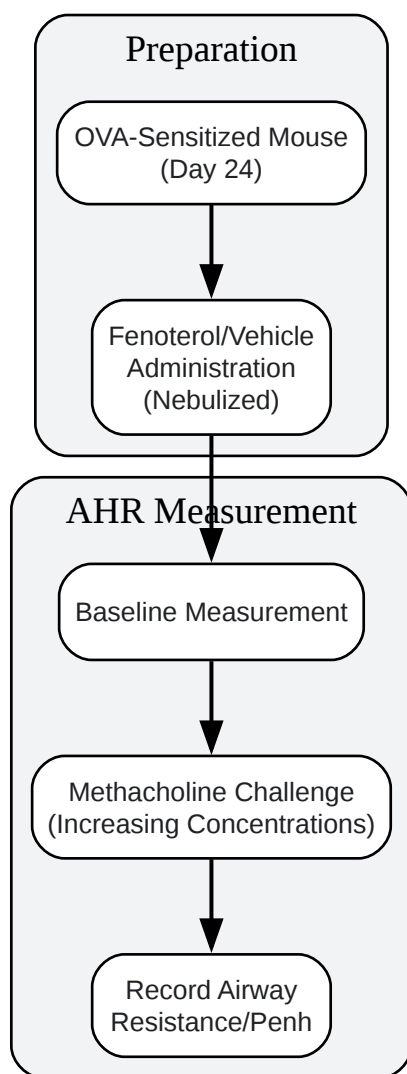 Preparation
OVA-Sensitized Mouse
(Day 24)
Fenoterol/Vehicle
Administration
(Nebulized)
AHR Measurement
Baseline Measurement
Methacholine Challenge
(Increasing Concentrations)
Record Airway
Resistance/Penh